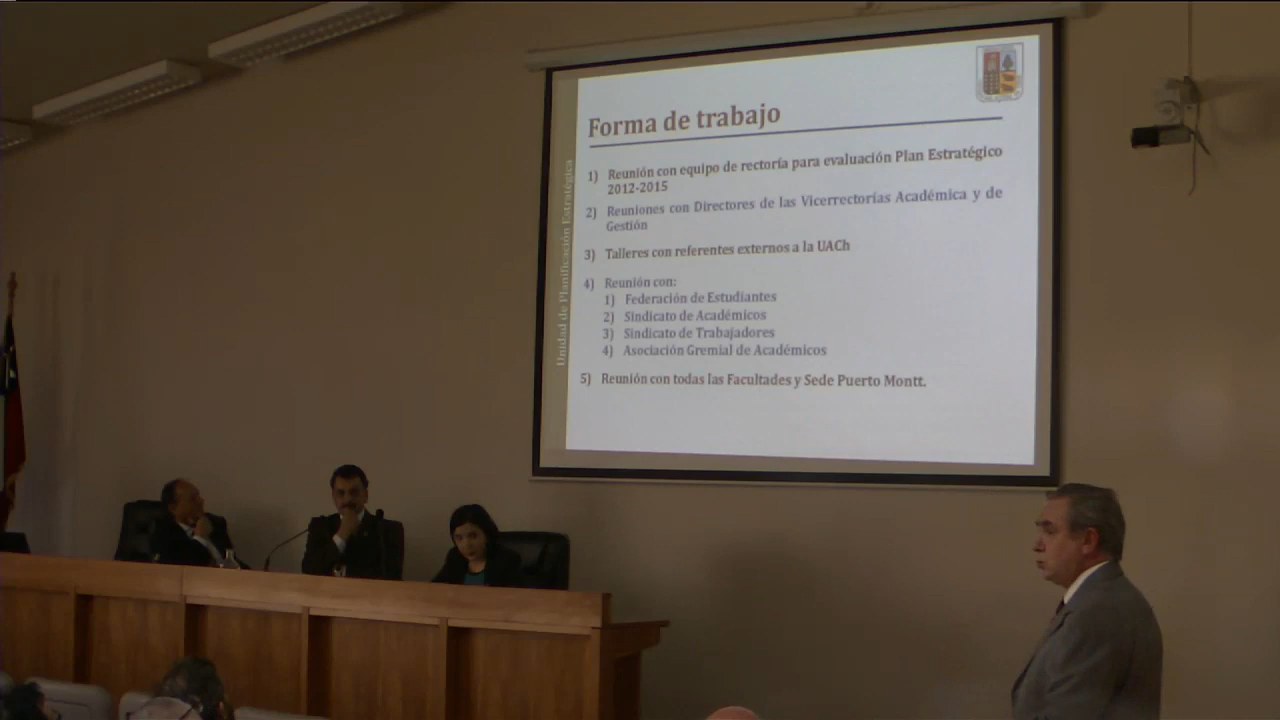 Forma de trabajo
1) Reunión con equipo de rectoría para evaluación Plan Estratégico
2012-2015
2) Reuniones con Directores de las Vicerrectorías Académica y de
Gestión
3) Talleres con referentes externos a la UACh
4) Reunión con:
1) Federación de Estudiantes
2) Sindicato de Académicos
3) Sindicato de Trabajadores
4) Asociación Gremial de Académicos
5) Reunión con todas las Facultades y Sede Puerto Montt.
Unidad de Planificación Estratégica